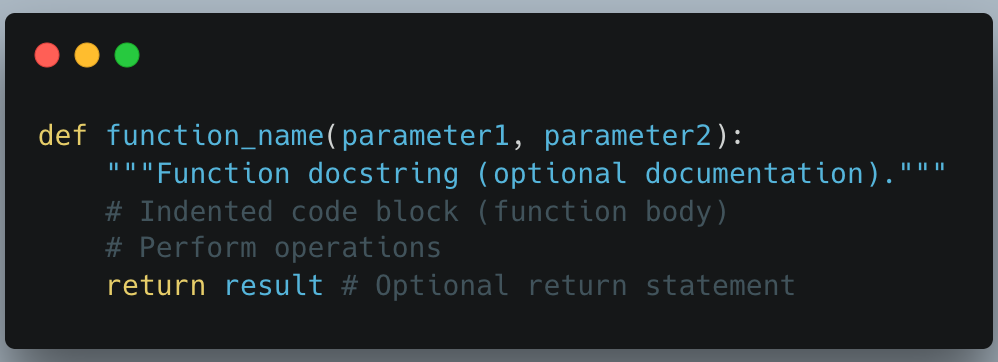 def function_name(parameter1, parameter2):
    """Function docstring (optional documentation)."""
    # Indented code block (function body)
    # Perform operations
    return result # Optional return statement